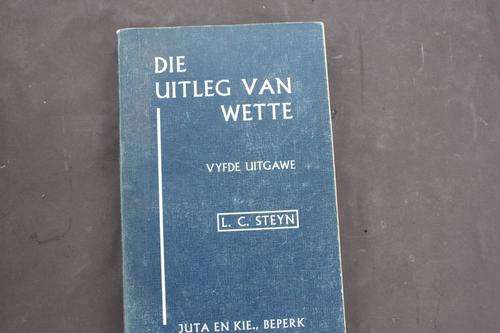 DIE
UITLEG VAN
WETTE
VYFDE UITGAWE
L. C. STEYN
JUTA EN KIE., BEPERK